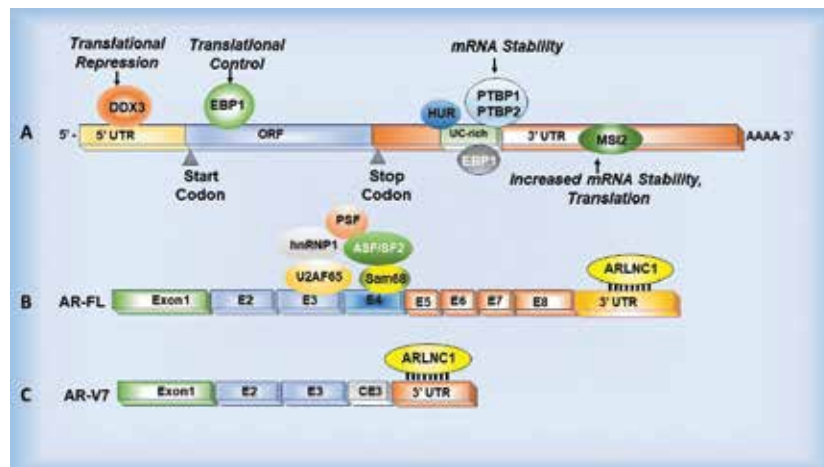 Translational
Repression
Translational
Control
mRNA Stability
DDX3
EBP1
HUR
PTBP1
PTBP2
A
5' -
5' UTR
ORF
UC-rich
3' UTR
MSI2
AAAA-3'
EBP1
Start
Codon
Stop
Codon
Increased mRNA Stability,
Translation
PSF
hnRNP1
ASF/SF2
U2AF65
Sam68
ARLNC1
B
AR-FL
Exon1
E2
E3
E4
E5
E6
E7
E8
3' UTR
ARLNC1
C
AR-V7
Exon1
E2
E3
CE3
3' UTR